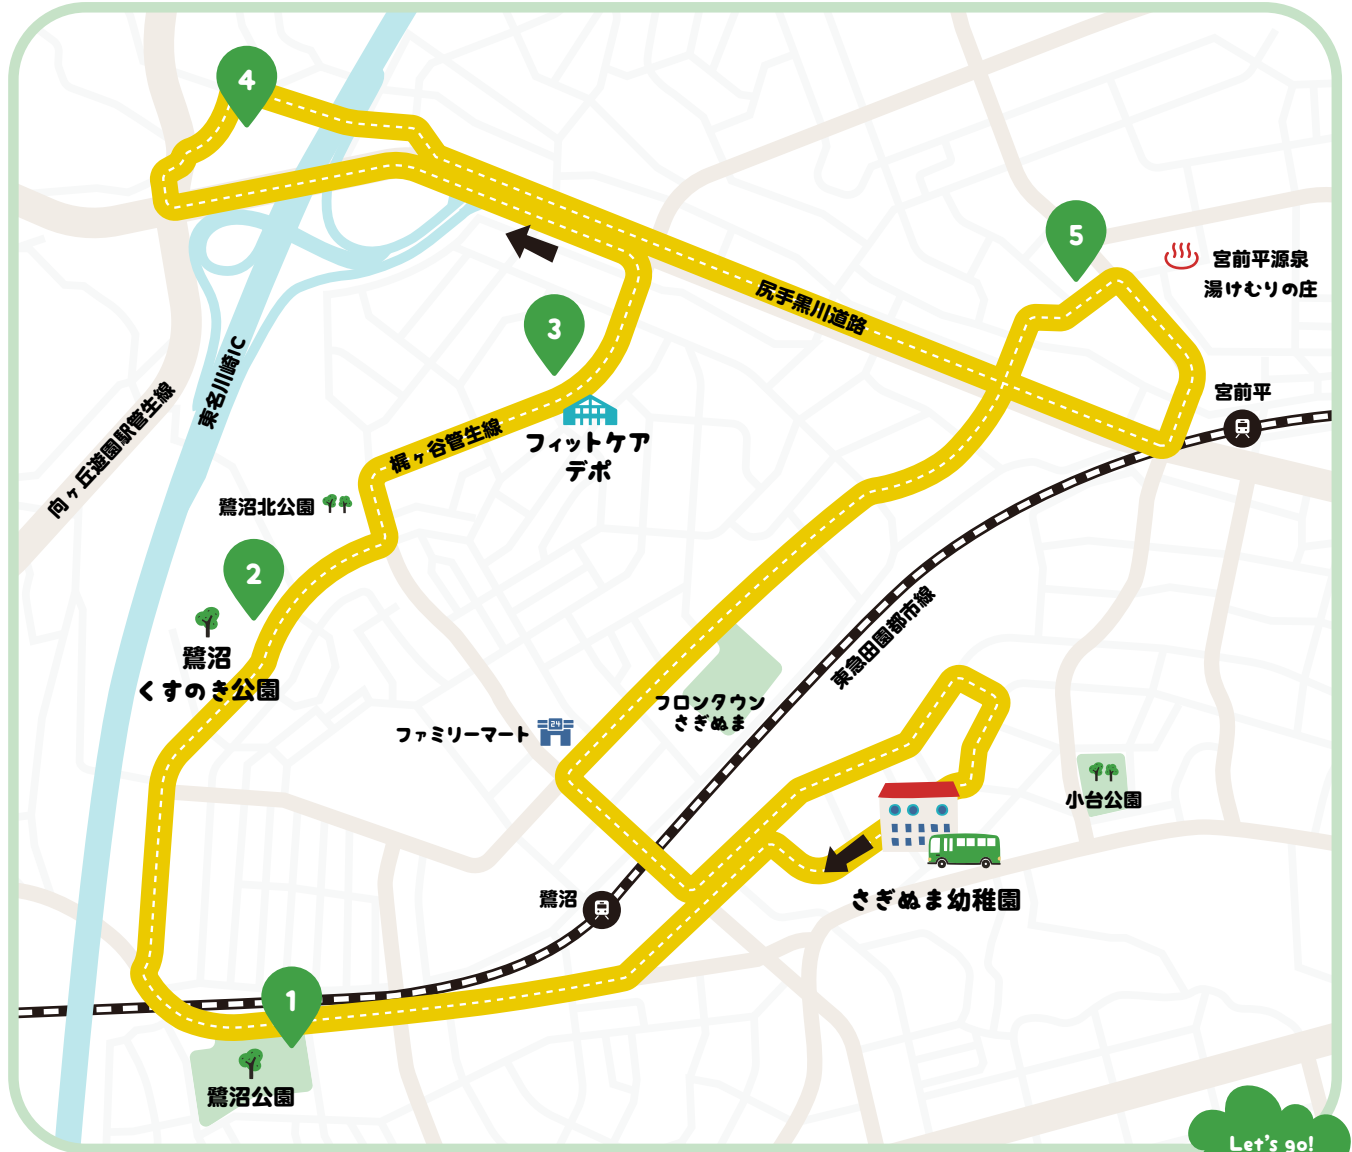 4
5
宮前平源泉
湯けむりの庄
尻手黒川道路
3
東名川崎IC
宮前平
向ヶ丘遊園駅菅生線
梶ヶ谷菅生線
フィットケア
デポ
鷺沼北公園
2
鷺沼
くすのき公園
東急田園都市線
フロンタウン
さぎぬま
ファミリーマート
24
小台公園
鷺沼
さぎぬま幼稚園
1
鷺沼公園
Let's go!